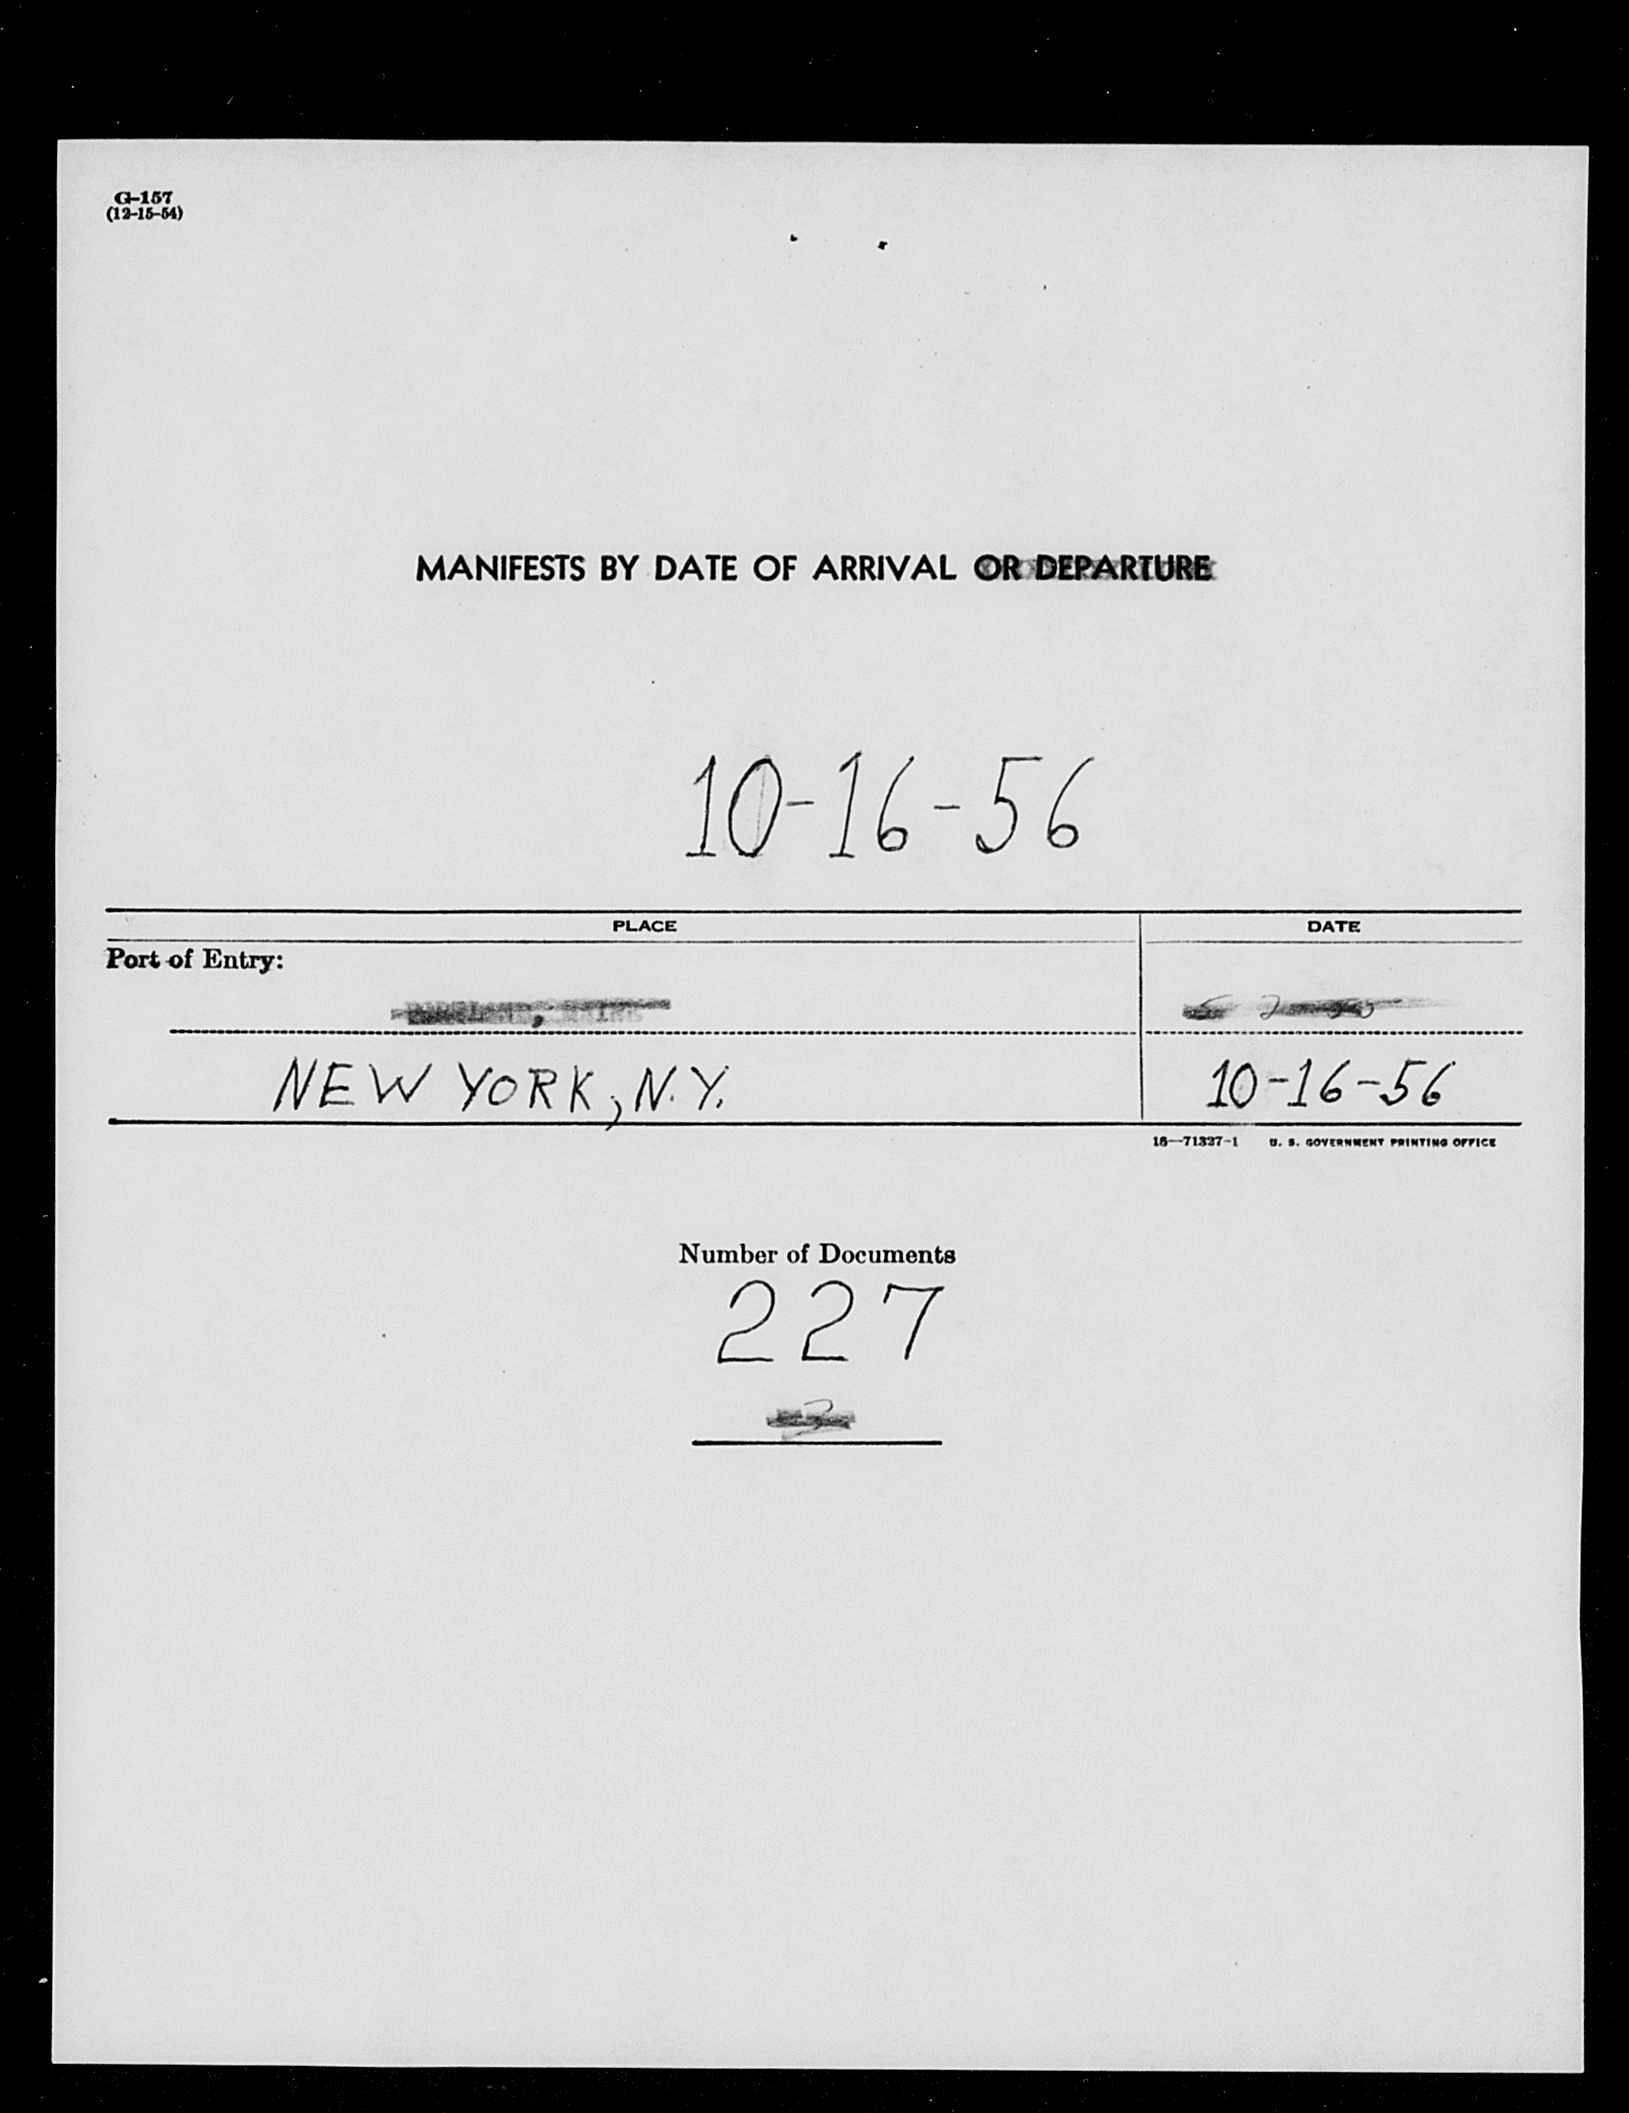 G-157
(12-15-54)
MANIFESTS BY DATE OF ARRIVAL OR DEPARTURE
10-16-56
PLACE DATE
Port of Entry:
NEW YORK, N.Y. 10-16-56
16—71327-1 U. S. GOVERNMENT PRINTING OFFICE
Number of Documents
227